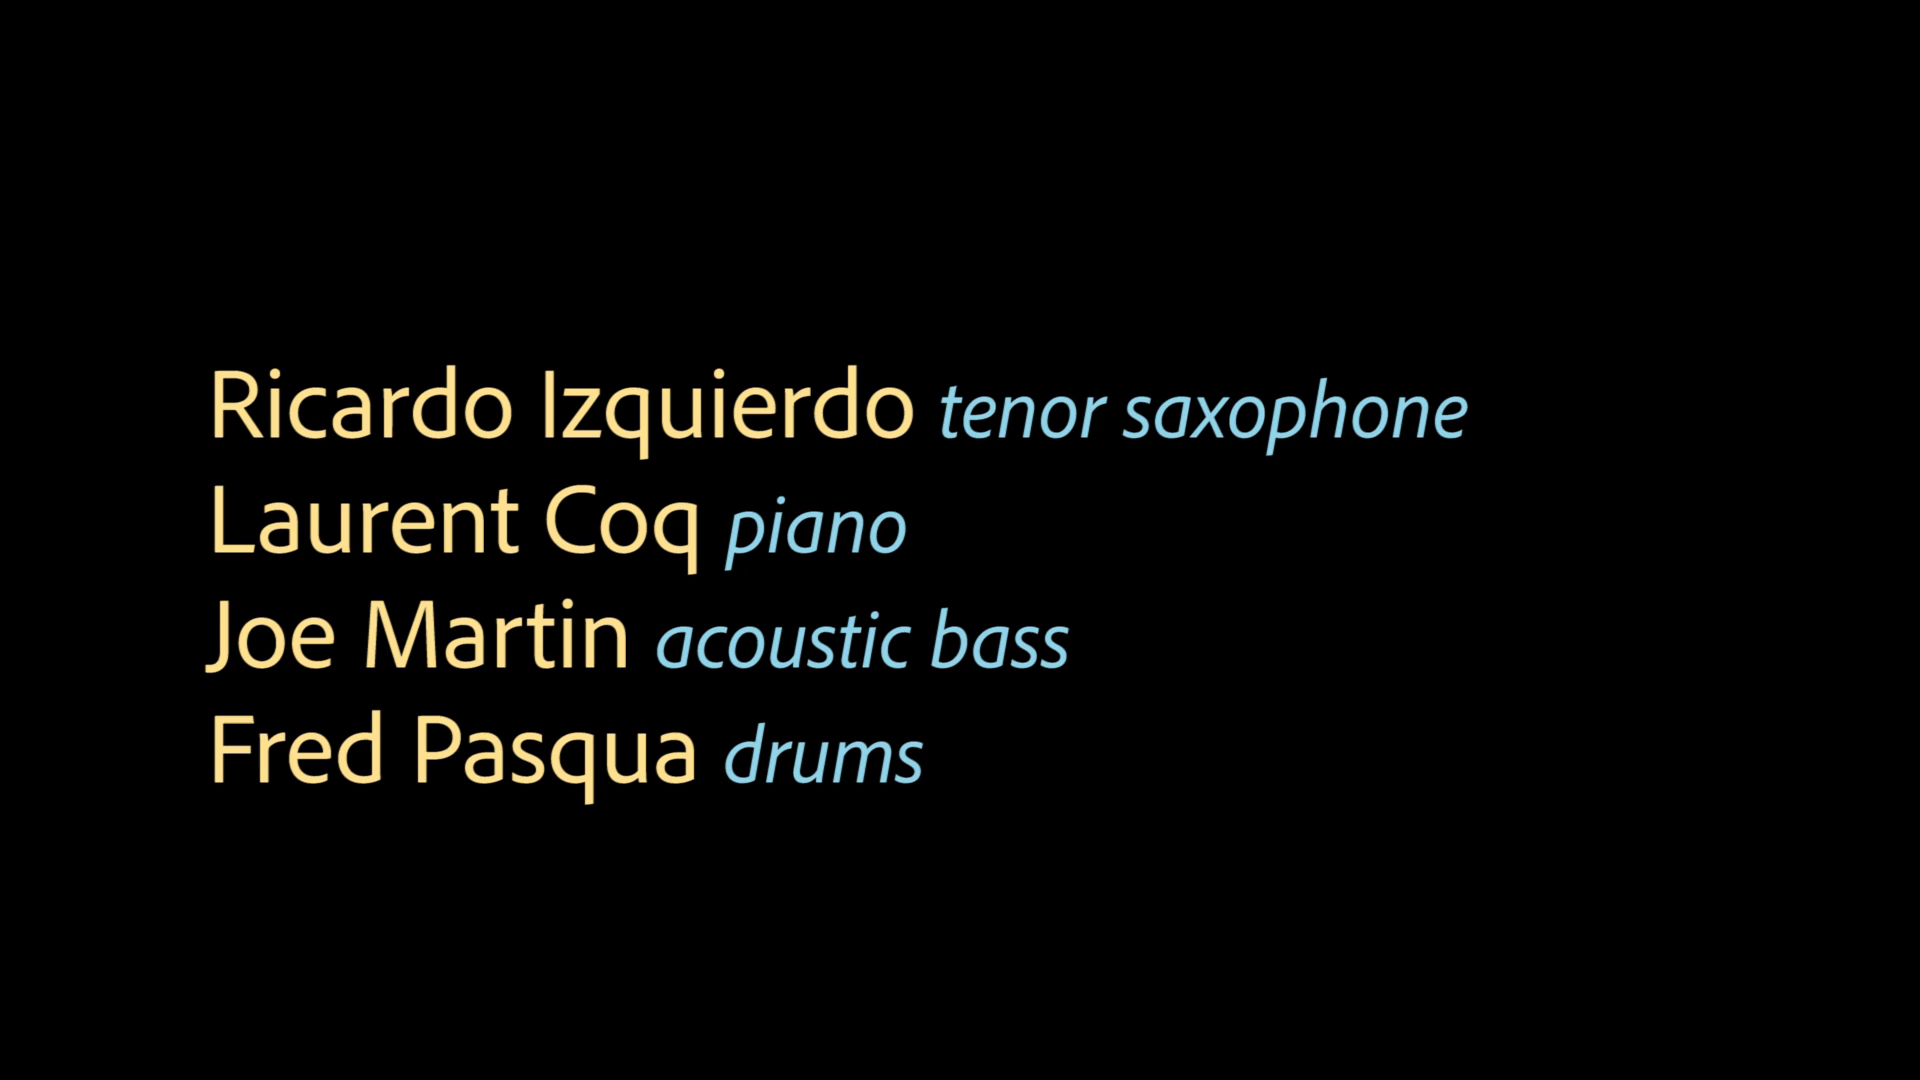 Ricardo Izquierdo tenor saxophone
Laurent Coq piano
Joe Martin acoustic bass
Fred Pasqua drums